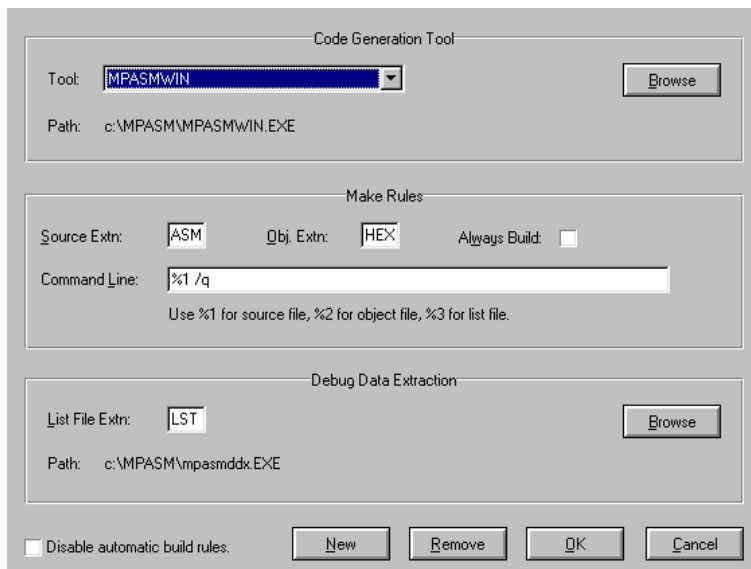 Code Generation Tool
Tool: MPASMWIN Browse
Path: c:\MPASM\MPASMWIN.EXE
Make Rules
Source Extn: ASM Obj. Extn: HEX Always Build:
Command Line: %1 /q
Use %1 for source file, %2 for object file, %3 for list file.
Debug Data Extraction
List File Extn: LST Browse
Path: c:\MPASM\mpasmddx.EXE
Disable automatic build rules. New Remove OK Cancel